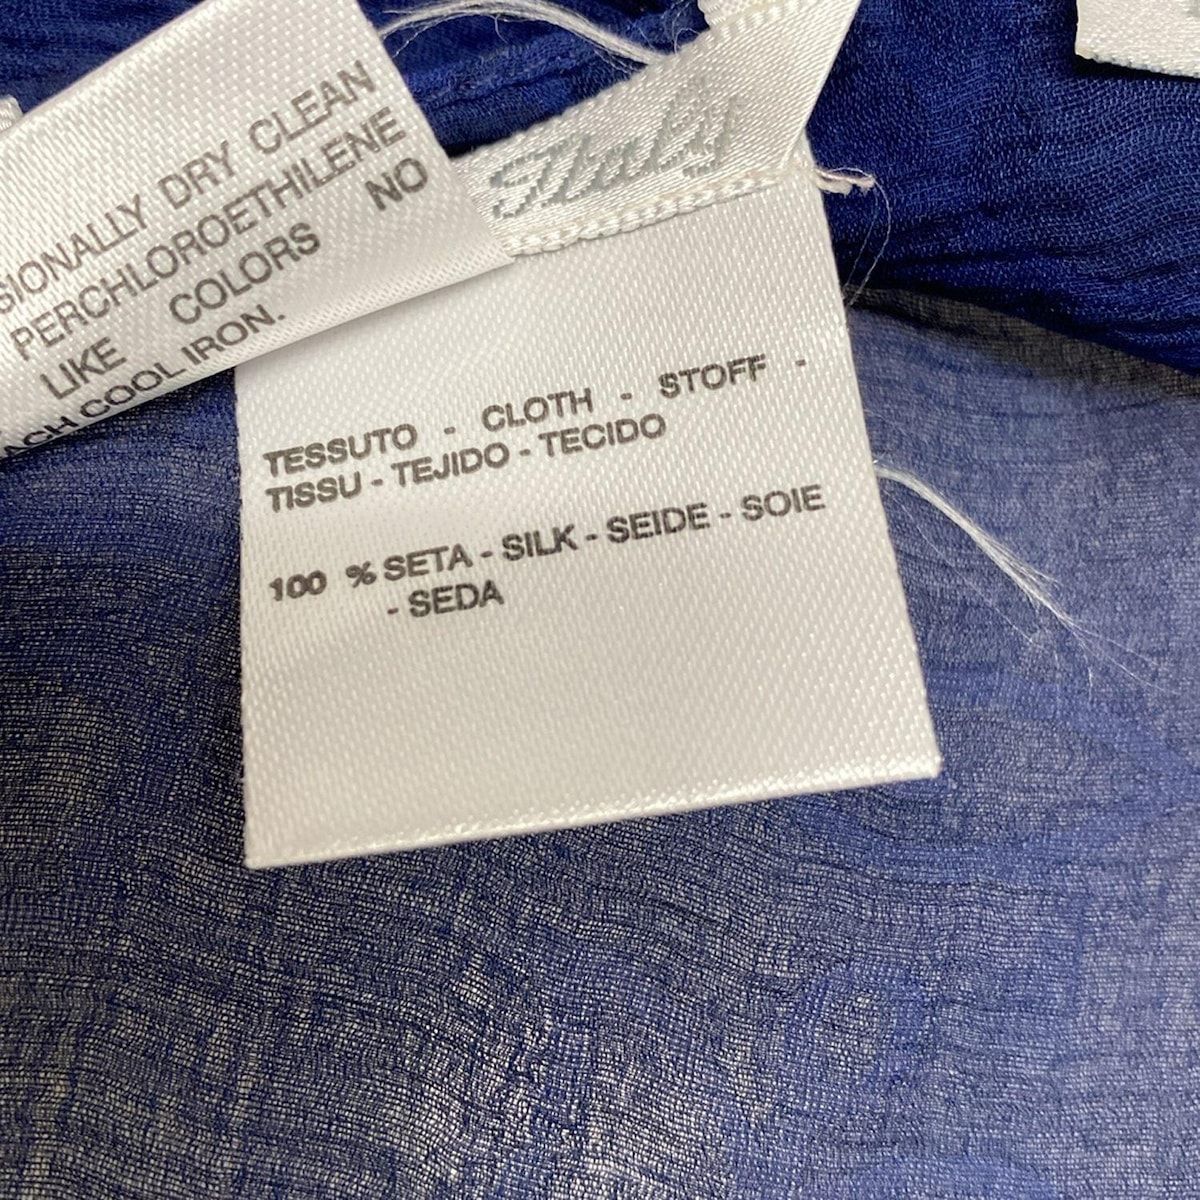 SIONALLY DRY CLEAN
PERCHLOROETHILENE
LIKE COLORS NO
ACH COOL IRON.
Italy
TESSUTO - CLOTH - STOFF -
TISSU - TEJIDO - TECIDO
100 % SETA - SILK - SEIDE - SOIE
- SEDA